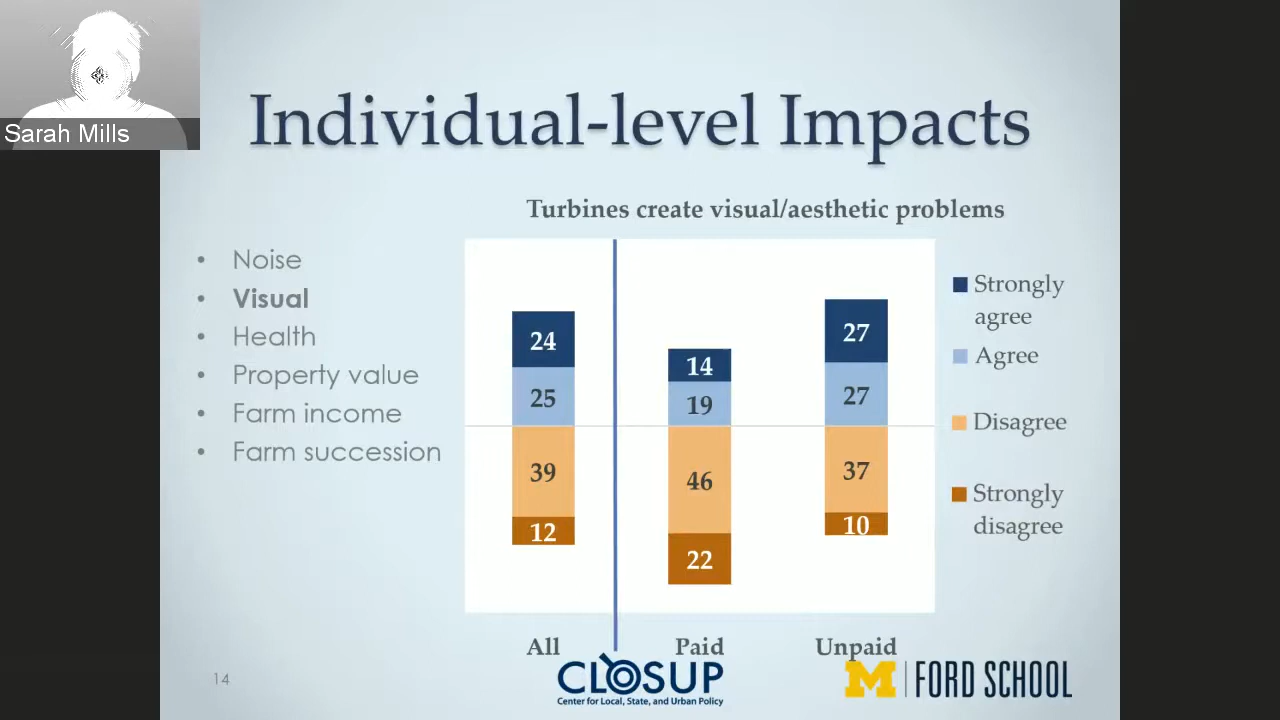 Sarah Mills
Individual-level Impacts
Turbines create visual/aesthetic problems
• Noise
• Visual
• Health
• Property value
• Farm income
• Farm succession
24
25
39
12
14
19
46
22
27
27
37
10
Strongly
agree
Agree
Disagree
Strongly
disagree
All
Paid
Unpaid
14
CLOSUP
Center for Local, State, and Urban Policy
M FORD SCHOOL